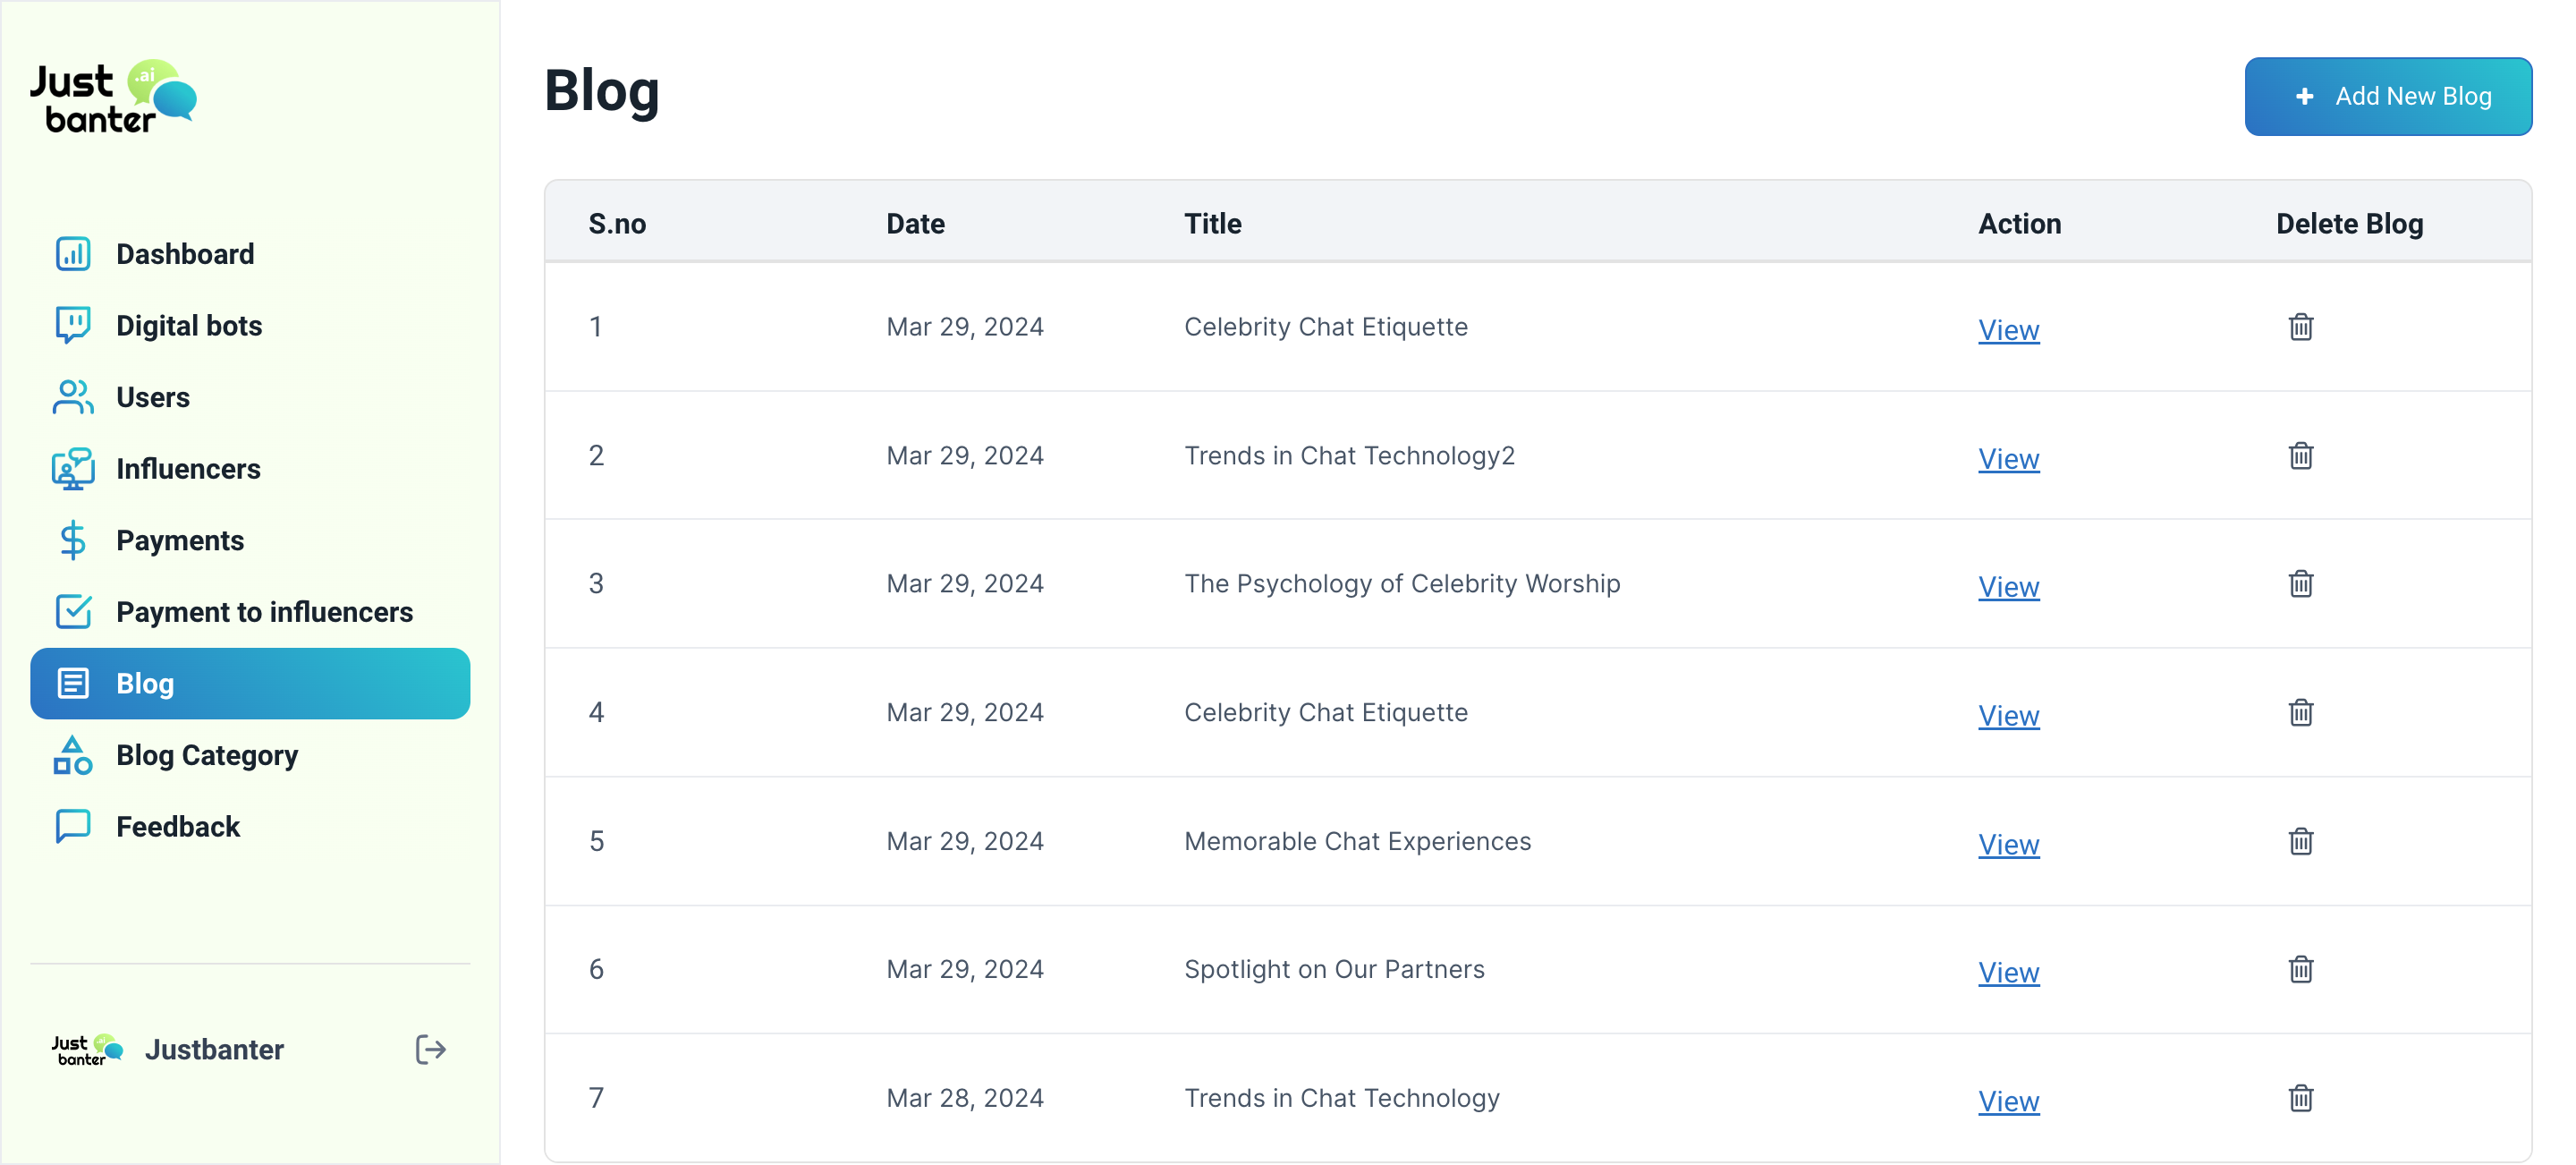 Just .ai
banter
Dashboard
Digital bots
Users
Influencers
Payments
Payment to influencers
Blog
Blog Category
Feedback
Just .ai
banter
Justbanter
Blog
+ Add New Blog
S.no Date Title Action Delete Blog
1 Mar 29, 2024 Celebrity Chat Etiquette View
2 Mar 29, 2024 Trends in Chat Technology2 View
3 Mar 29, 2024 The Psychology of Celebrity Worship View
4 Mar 29, 2024 Celebrity Chat Etiquette View
5 Mar 29, 2024 Memorable Chat Experiences View
6 Mar 29, 2024 Spotlight on Our Partners View
7 Mar 28, 2024 Trends in Chat Technology View